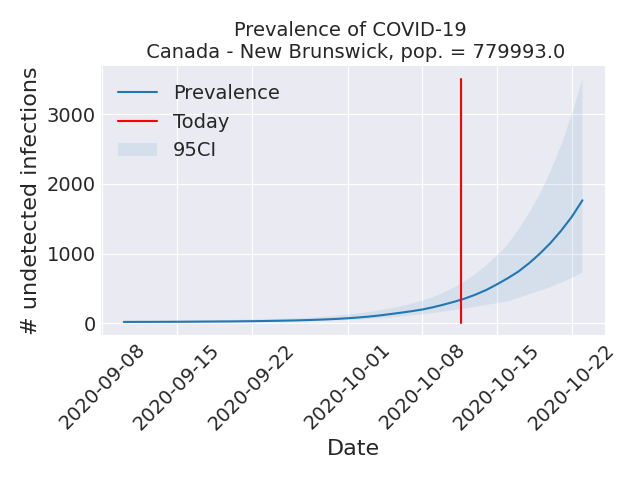 Prevalence of COVID-19
Canada - New Brunswick, pop. = 779993.0
# undetected infections
3000
2000
1000
0
Prevalence
Today
95CI
2020-09-08
2020-09-15
2020-09-22
2020-10-01
2020-10-08
2020-10-15
2020-10-22
Date